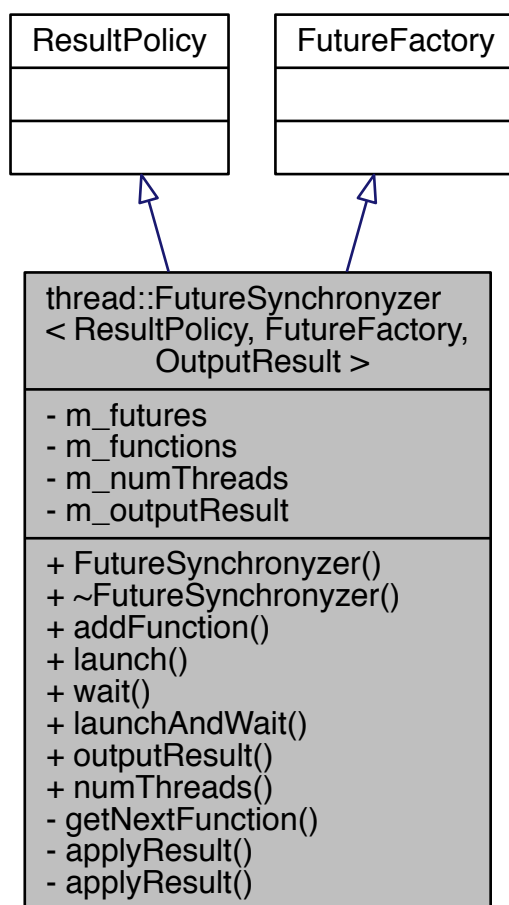 ResultPolicy
FutureFactory
thread::FutureSynchronyzer
< ResultPolicy, FutureFactory,
OutputResult >
- m_futures
- m_functions
- m_numThreads
- m_outputResult
+ FutureSynchronyzer()
+ ~FutureSynchronyzer()
+ addFunction()
+ launch()
+ wait()
+ launchAndWait()
+ outputResult()
+ numThreads()
- getNextFunction()
- applyResult()
- applyResult()